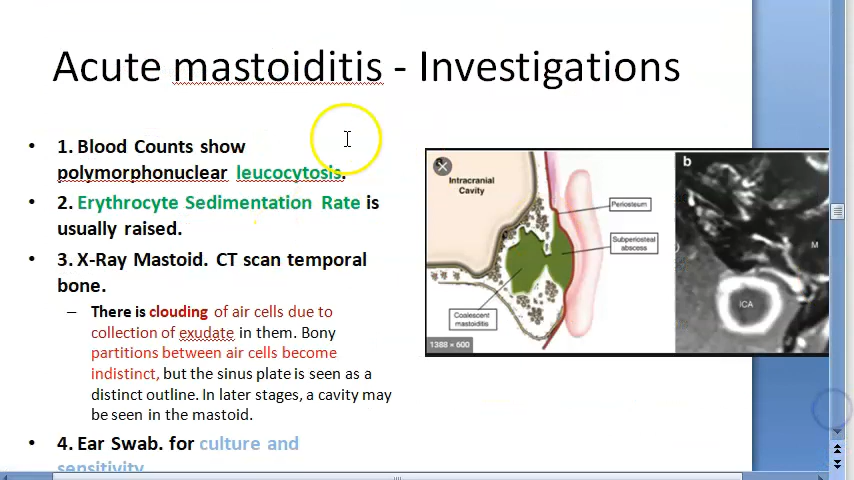 Acute mastoiditis - Investigations
• 1. Blood Counts show
polymorphonuclear leucocytosis.
• 2. Erythrocyte Sedimentation Rate is
usually raised.
• 3. X-Ray Mastoid. CT scan temporal
bone.
– There is clouding of air cells due to
collection of exudate in them. Bony
partitions between air cells become
indistinct, but the sinus plate is seen as a
distinct outline. In later stages, a cavity may
be seen in the mastoid.
• 4. Ear Swab. for culture and
sensitivity
Intracranial
Cavity
Periosteum
Subperiosteal
abscess
Coalescent
mastoiditis
1388 × 600
b
M
ICA